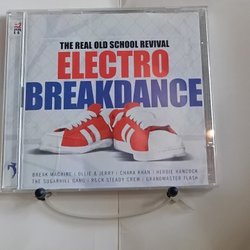 THE REAL OLD SCHOOL REVIVAL
ELECTRO
BREAKDANCE
BREAK MACHINE | OLLIE & JERRY | CHAKA KHAN | HERBIE HANCOCK
THE SUGARHILL GANG | ROCK STEADY CREW | GRANDMASTER FLASH